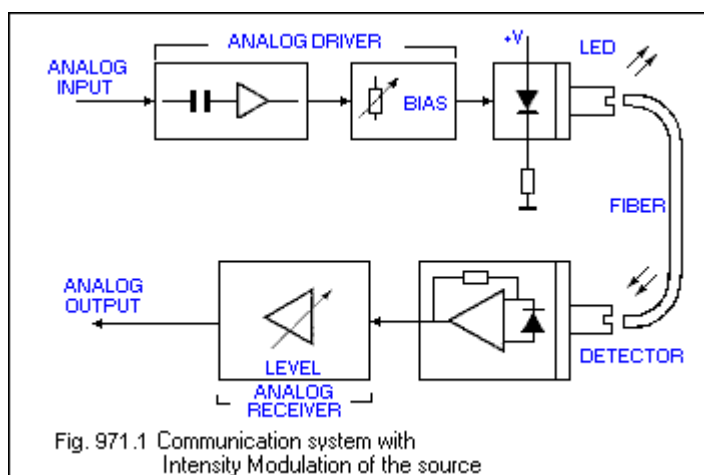 ANALOG DRIVER
+V
LED
ANALOG
INPUT
BIAS
FIBER
ANALOG
OUTPUT
LEVEL
DETECTOR
ANALOG
RECEIVER
Fig. 971.1 Communication system with
Intensity Modulation of the source